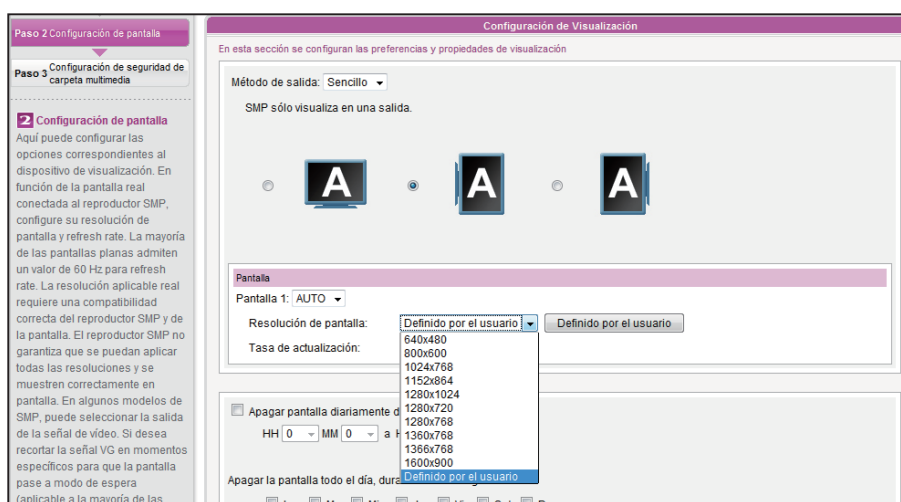 Paso 2 Configuración de pantalla
Paso 3 Configuración de seguridad de
carpeta multimedia
2 Configuración de pantalla
Aquí puede configurar las
opciones correspondientes al
dispositivo de visualización. En
función de la pantalla real
conectada al reproductor SMP,
configure su resolución de
pantalla y refresh rate. La mayoría
de las pantallas planas admiten
un valor de 60 Hz para refresh
rate. La resolución aplicable real
requiere una compatibilidad
correcta del reproductor SMP y de
la pantalla. El reproductor SMP no
garantiza que se puedan aplicar
todas las resoluciones y se
muestren correctamente en
pantalla. En algunos modelos de
SMP, puede seleccionar la salida
de la señal de vídeo. Si desea
recortar la señal VG en momentos
específicos para que la pantalla
pase a modo de espera
(aplicable a la mayoría de las
Configuración de Visualización
En esta sección se configuran las preferencias y propiedades de visualización
Método de salida: Sencillo
SMP sólo visualiza en una salida.
A A A
Pantalla
Pantalla 1: AUTO
Resolución de pantalla: Definido por el usuario Definido por el usuario
Tasa de actualización:
640x480
800x600
1024x768
1152x864
1280x1024
1280x720
1280x768
1360x768
1366x768
1600x900
Definido por el usuario
Apagar pantalla diariamente d
HH 0 MM 0 a H
Apagar la pantalla todo el día, dura